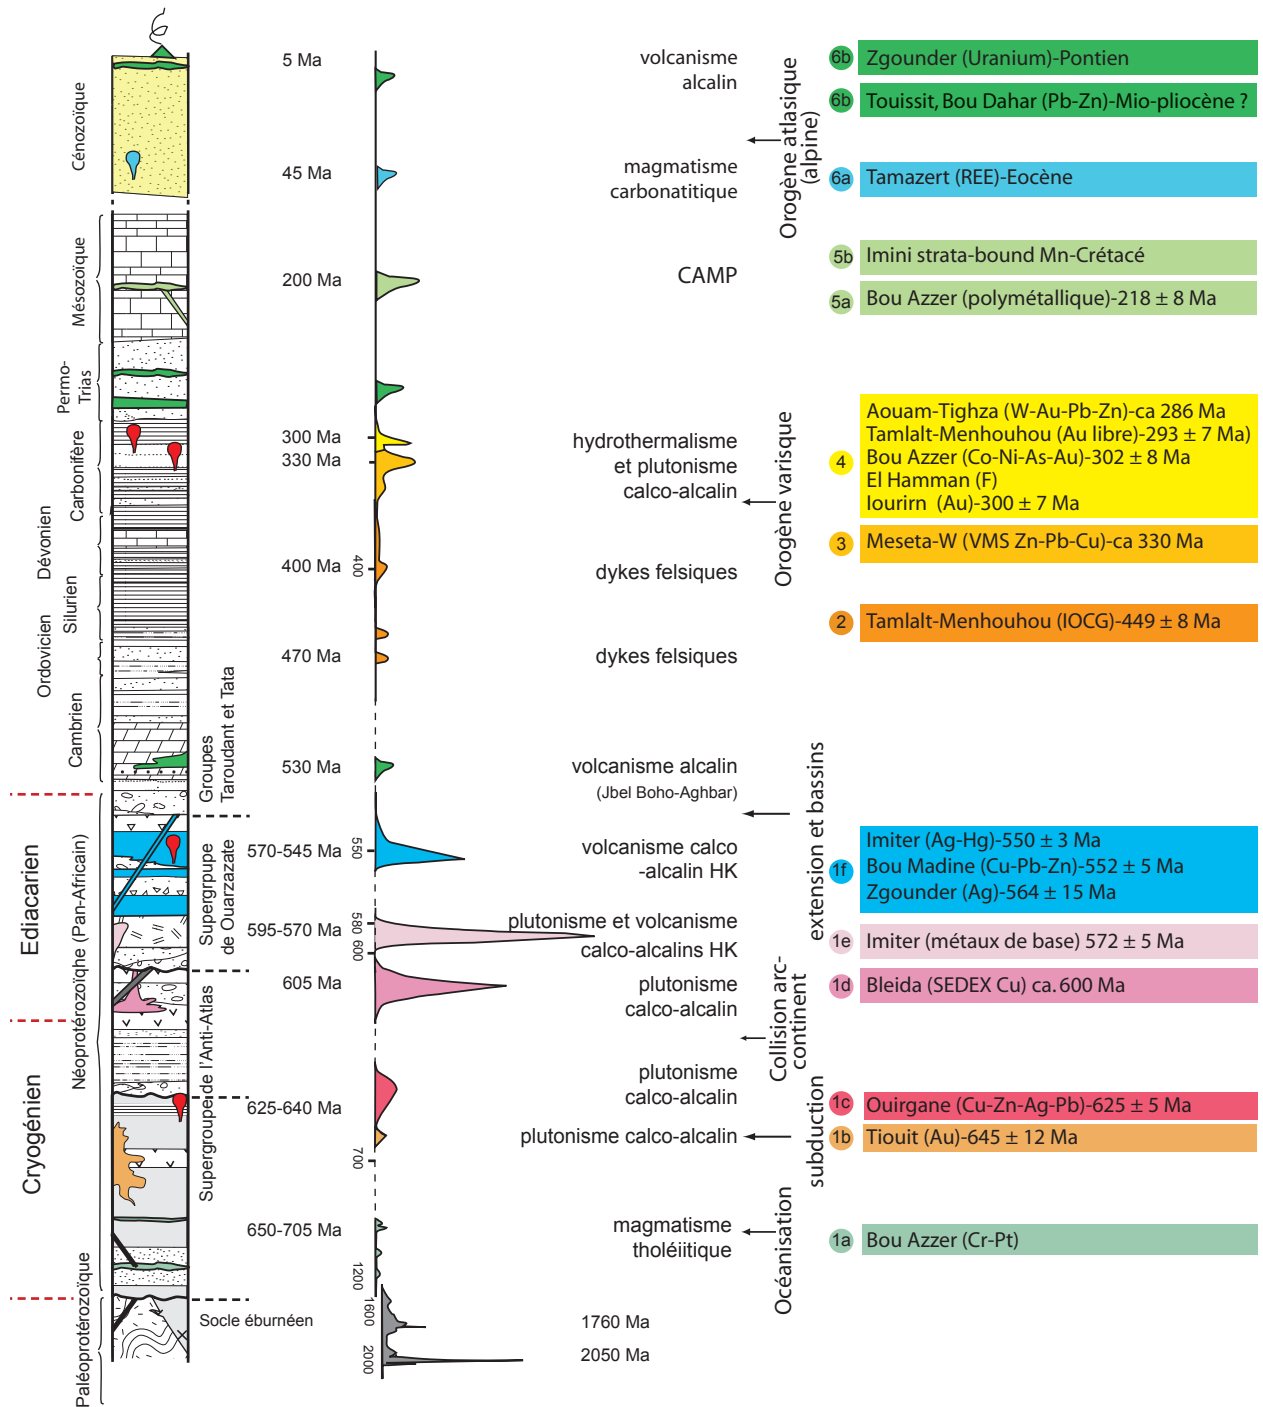 Cénozoïque
Mésozoïque
Permo-
Trias
Carbonifère
Dévonien
Silurien
Ordovicien
Cambrien
Ediacarien
Cryogénien
Néoprotérozoïqhe (Pan-Africain)
Paléoprotérozoïque
Groupes
Taroudant et Tata
Supergrpupe
de Ouarzazate
Supergroupe de l'Anti-Atlas
Socle éburnéen
5 Ma
45 Ma
200 Ma
300 Ma
330 Ma
400 Ma
470 Ma
530 Ma
570-545 Ma
595-570 Ma
605 Ma
625-640 Ma
650-705 Ma
400
550
580
600
700
1200
1600
2000
1760 Ma
2050 Ma
volcanisme
alcalin
magmatisme
carbonatitique
CAMP
hydrothermalisme
et plutonisme
calco-alcalin
dykes felsiques
dykes felsiques
volcanisme alcalin
(Jbel Boho-Aghbar)
volcanisme calco
-alcalin HK
plutonisme et volcanisme
calco-alcalins HK
plutonisme
calco-alcalin
plutonisme
calco-alcalin
plutonisme calco-alcalin
magmatisme
tholéiitique
Orogène atlasique
(alpine)
Orogène varisque
extension et bassins
Collision arc-
continent
subduction
Océanisation
6b Zgounder (Uranium)-Pontien
6b Touissit, Bou Dahar (Pb-Zn)-Mio-pliocène ?
6a Tamazert (REE)-Eocène
5b Imini strata-bound Mn-Crétacé
5a Bou Azzer (polymétallique)-218 ± 8 Ma
4
Aouam-Tighza (W-Au-Pb-Zn)-ca 286 Ma
Tamlalt-Menhouhou (Au libre)-293 ± 7 Ma)
Bou Azzer (Co-Ni-As-Au)-302 ± 8 Ma
El Hamman (F)
Iourirn (Au)-300 ± 7 Ma
3 Meseta-W (VMS Zn-Pb-Cu)-ca 330 Ma
2 Tamlalt-Menhouhou (IOCG)-449 ± 8 Ma
1f
Imiter (Ag-Hg)-550 ± 3 Ma
Bou Madine (Cu-Pb-Zn)-552 ± 5 Ma
Zgounder (Ag)-564 ± 15 Ma
1e Imiter (métaux de base) 572 ± 5 Ma
1d Bleida (SEDEX Cu) ca. 600 Ma
1c Ouirgane (Cu-Zn-Ag-Pb)-625 ± 5 Ma
1b Tiouit (Au)-645 ± 12 Ma
1a Bou Azzer (Cr-Pt)